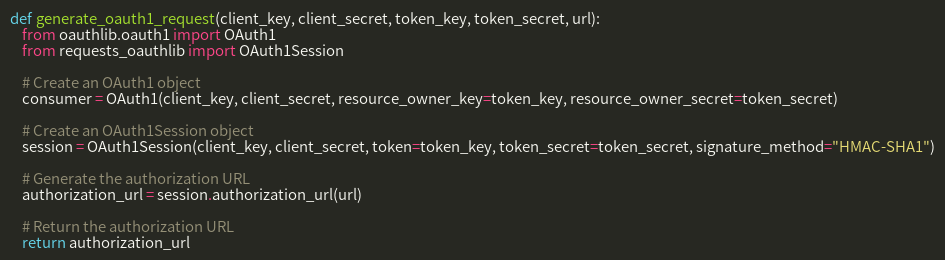 def generate_oauth1_request(client_key, client_secret, token_key, token_secret, url):
    from oauthlib.oauth1 import OAuth1
    from requests_oauthlib import OAuth1Session

    # Create an OAuth1 object
    consumer = OAuth1(client_key, client_secret, resource_owner_key=token_key, resource_owner_secret=token_secret)

    # Create an OAuth1Session object
    session = OAuth1Session(client_key, client_secret, token=token_key, token_secret=token_secret, signature_method="HMAC-SHA1")

    # Generate the authorization URL
    authorization_url = session.authorization_url(url)

    # Return the authorization URL
    return authorization_url